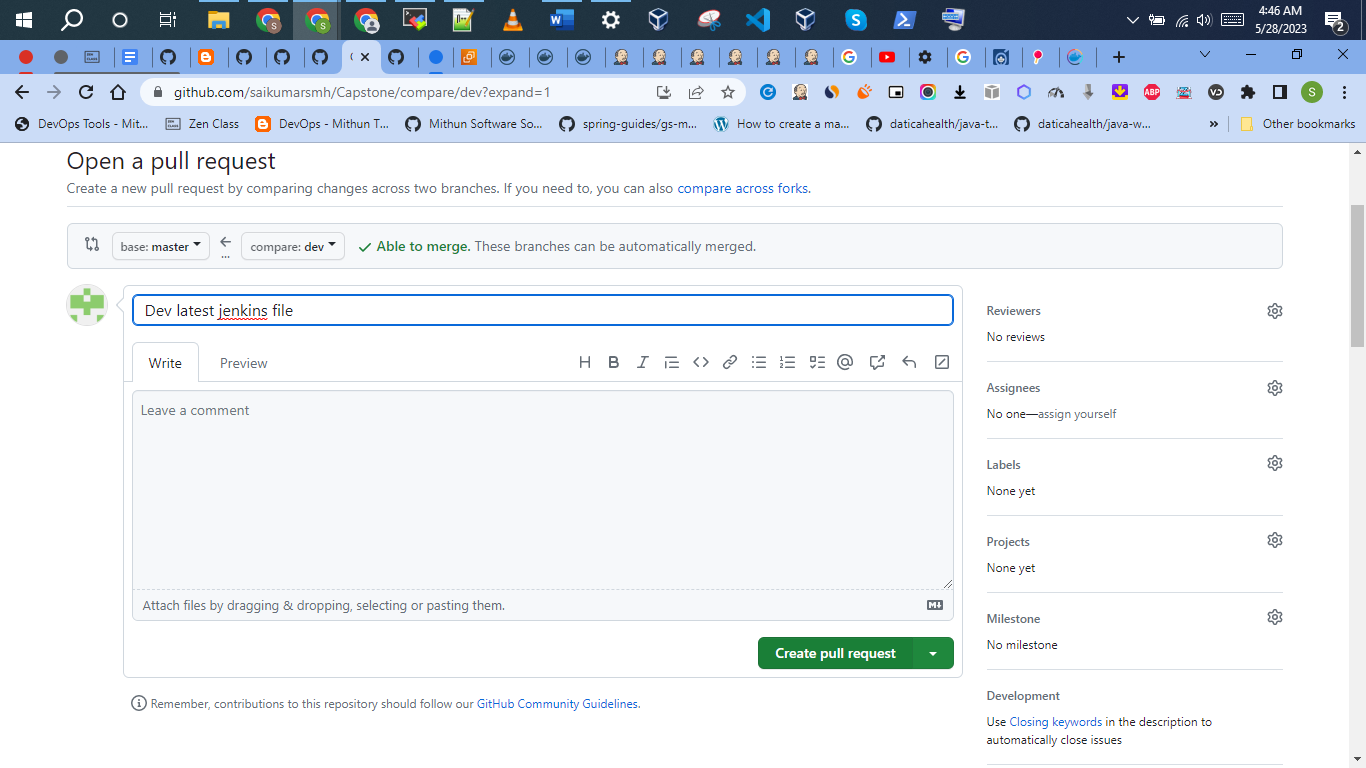 4:46 AM
5/28/2023
2
github.com/saikumarsmh/Capstone/compare/dev?expand=1
ABP
S
DevOps Tools - Mit...
Zen Class
DevOps - Mithun T...
Mithun Software So...
spring-guides/gs-m...
How to create a ma...
daticahealth/java-t...
daticahealth/java-w...
»
Other bookmarks
Open a pull request
Create a new pull request by comparing changes across two branches. If you need to, you can also compare across forks.
base: master
...
compare: dev
Able to merge. These branches can be automatically merged.
Dev latest jenkins file
Write
Preview
Leave a comment
Attach files by dragging & dropping, selecting or pasting them.
Create pull request
Remember, contributions to this repository should follow our GitHub Community Guidelines.
Reviewers
No reviews
Assignees
No one—assign yourself
Labels
None yet
Projects
None yet
Milestone
No milestone
Development
Use Closing keywords in the description to
automatically close issues